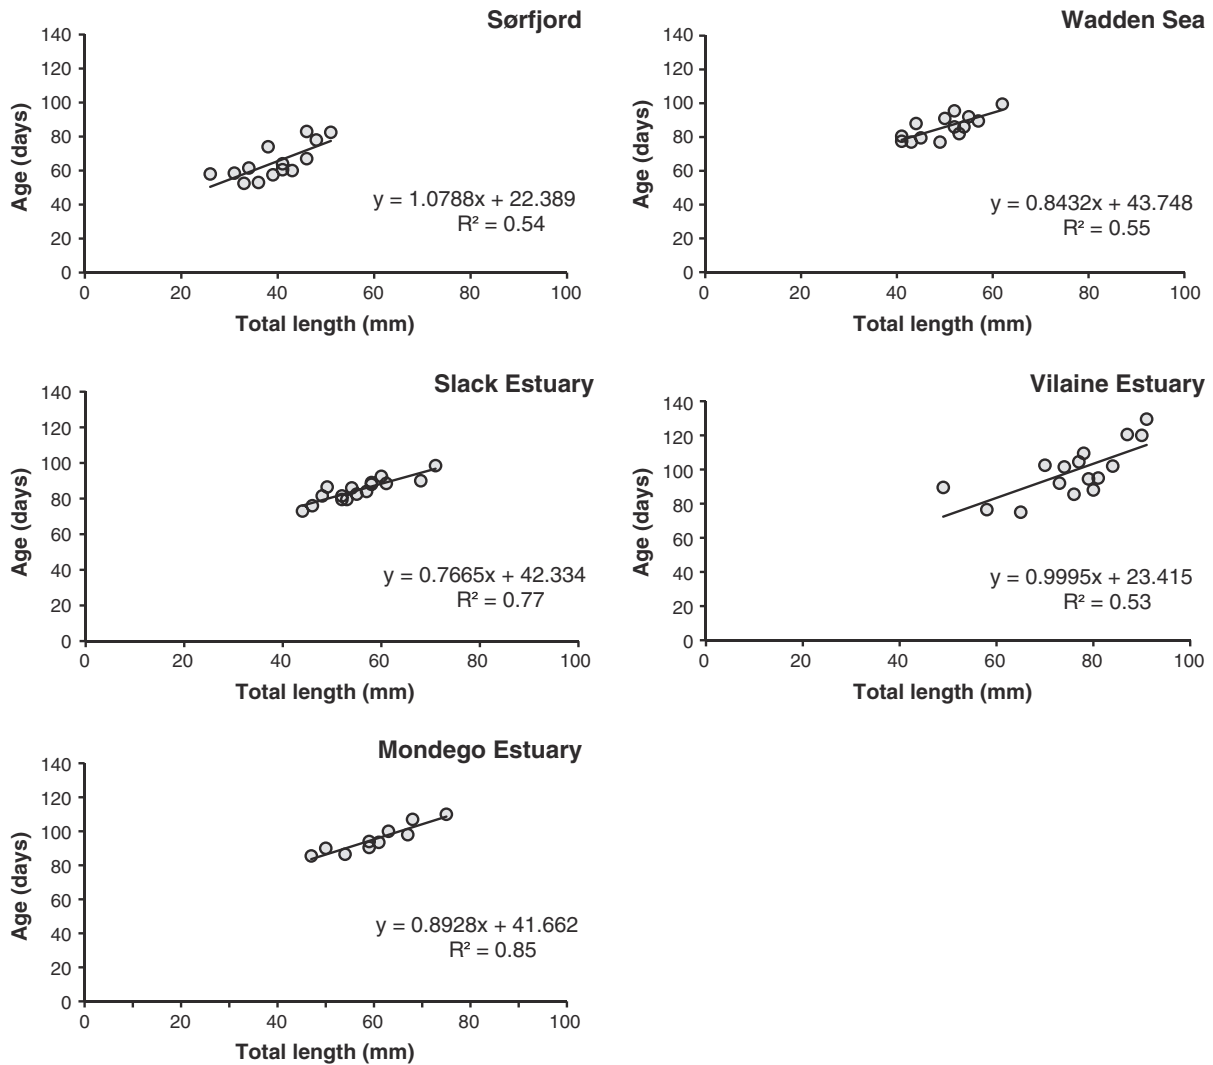 Sørfjord
140
120
100
80
60
40
20
0
Age (days)
y = 1.0788x + 22.389
R² = 0.54
0 20 40 60 80 100
Total length (mm)
Wadden Sea
140
120
100
80
60
40
20
0
Age (days)
y = 0.8432x + 43.748
R² = 0.55
0 20 40 60 80 100
Total length (mm)
Slack Estuary
140
120
100
80
60
40
20
0
Age (days)
y = 0.7665x + 42.334
R² = 0.77
0 20 40 60 80 100
Total length (mm)
Vilaine Estuary
140
120
100
80
60
40
20
0
Age (days)
y = 0.9995x + 23.415
R² = 0.53
0 20 40 60 80 100
Total length (mm)
Mondego Estuary
140
120
100
80
60
40
20
0
Age (days)
y = 0.8928x + 41.662
R² = 0.85
0 20 40 60 80 100
Total length (mm)